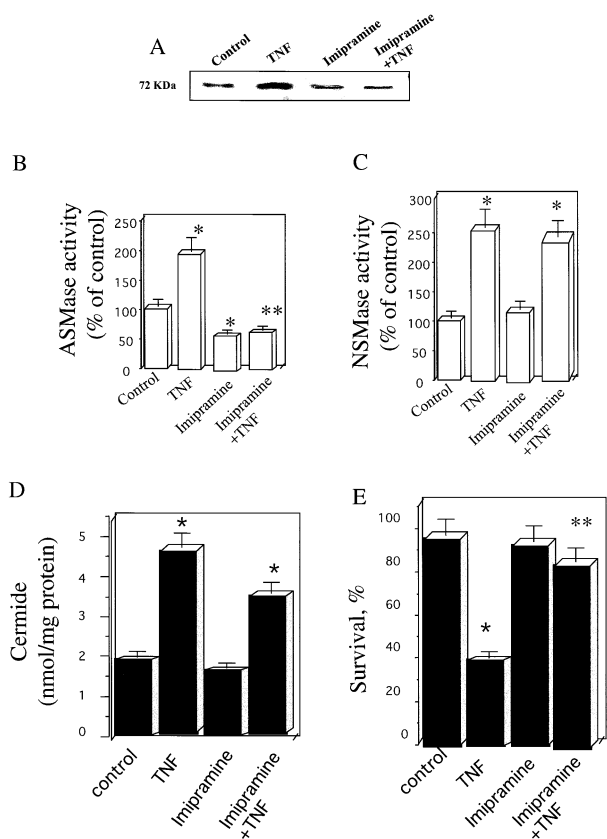 A
Control
TNF
Imipramine
Imipramine
+TNF
72 KDa
B
ASMase activity
(% of control)
250
200
150
100
50
0
*
*
**
Control
TNF
Imipramine
Imipramine
+TNF
C
NSMase activity
(% of control)
300
250
200
150
100
50
0
*
*
Control
TNF
Imipramine
Imipramine
+TNF
D
Cermide
(nmol/mg protein)
5
4
3
2
1
0
*
*
control
TNF
Imipramine
Imipramine
+TNF
E
Survival, %
100
80
60
40
20
0
*
**
control
TNF
Imipramine
Imipramine
+TNF